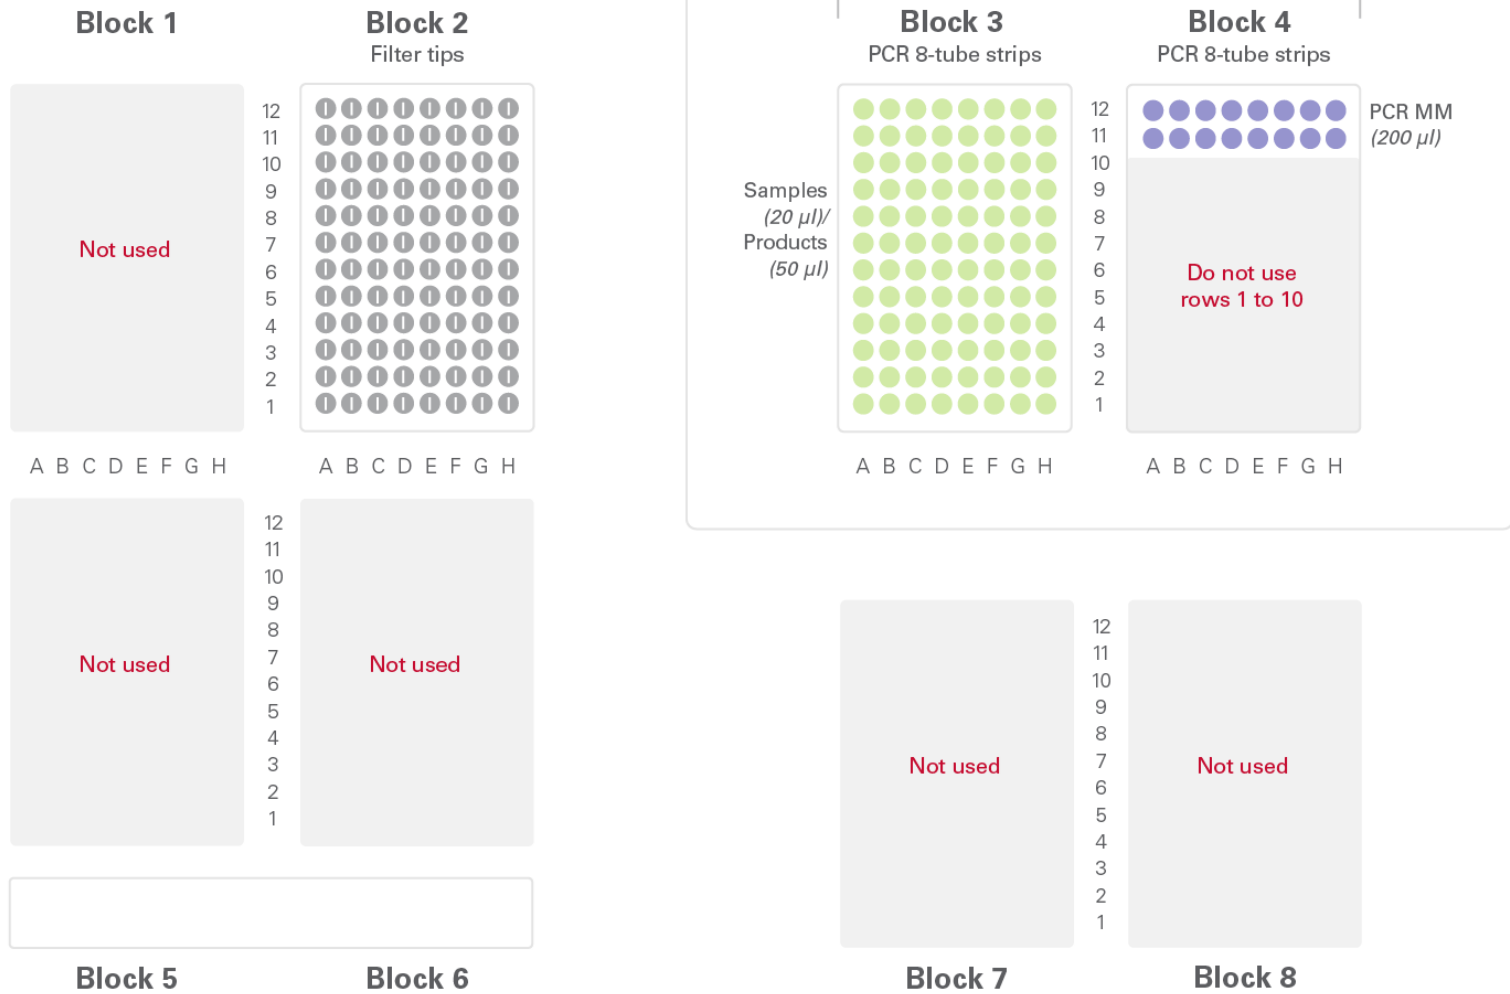 Block 1
Block 2
Filter tips
Block 3
PCR 8-tube strips
Block 4
PCR 8-tube strips
Not used
12
11
10
9
8
7
6
5
4
3
2
1
A B C D E F G H
A B C D E F G H
Samples
(20 µl)/
Products
(50 µl)
12
11
10
9
8
7
6
5
4
3
2
1
PCR MM
(200 µl)
Do not use
rows 1 to 10
A B C D E F G H
A B C D E F G H
Not used
12
11
10
9
8
7
6
5
4
3
2
1
Not used
Not used
12
11
10
9
8
7
6
5
4
3
2
1
Not used
Block 5
Block 6
Block 7
Block 8